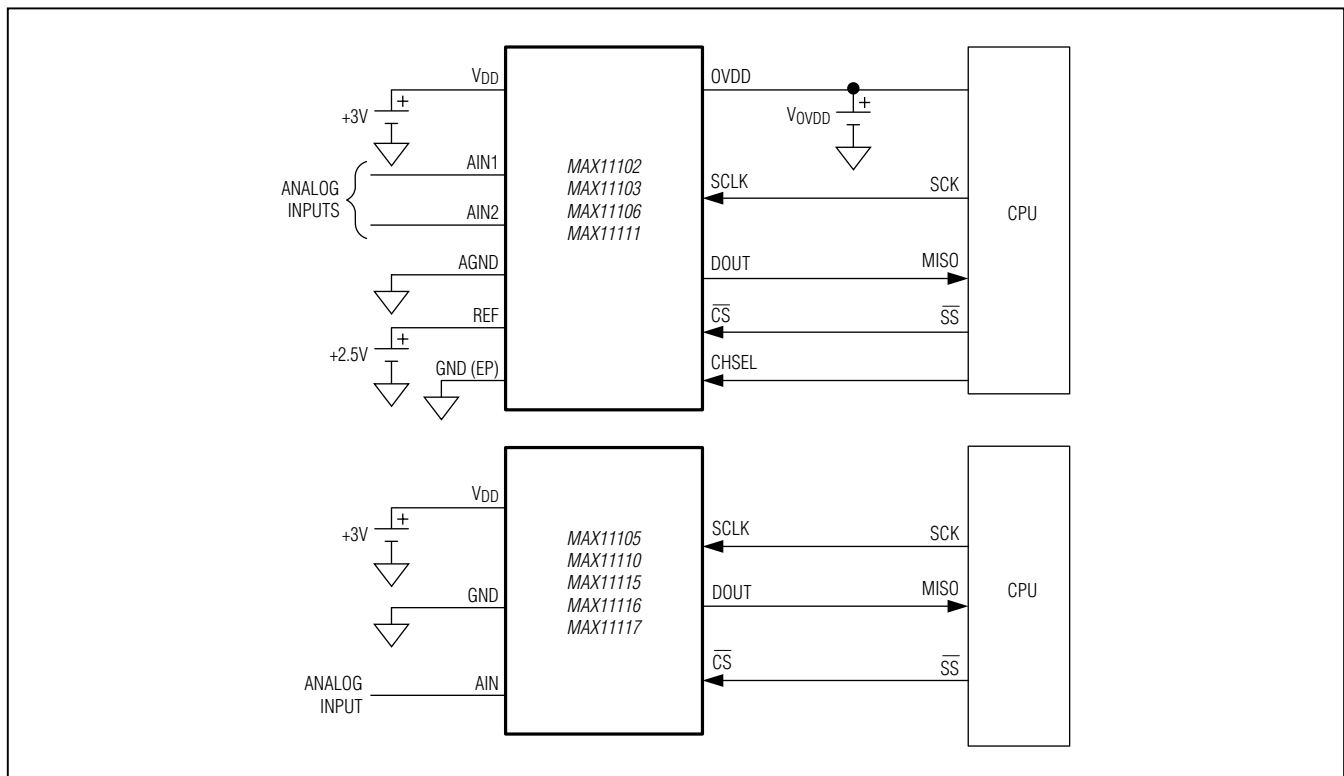 VDD
+3V
ANALOG
INPUTS
AIN1
AIN2
AGND
REF
+2.5V
GND (EP)
MAX11102
MAX11103
MAX11106
MAX11111
OVDD
+
VOVDD
SCLK
SCK
DOUT
MISO
CS
SS
CHSEL
CPU
+
+
VDD
+
+3V
GND
ANALOG
INPUT
AIN
MAX11105
MAX11110
MAX11115
MAX11116
MAX11117
SCLK
SCK
DOUT
MISO
CS
SS
CPU